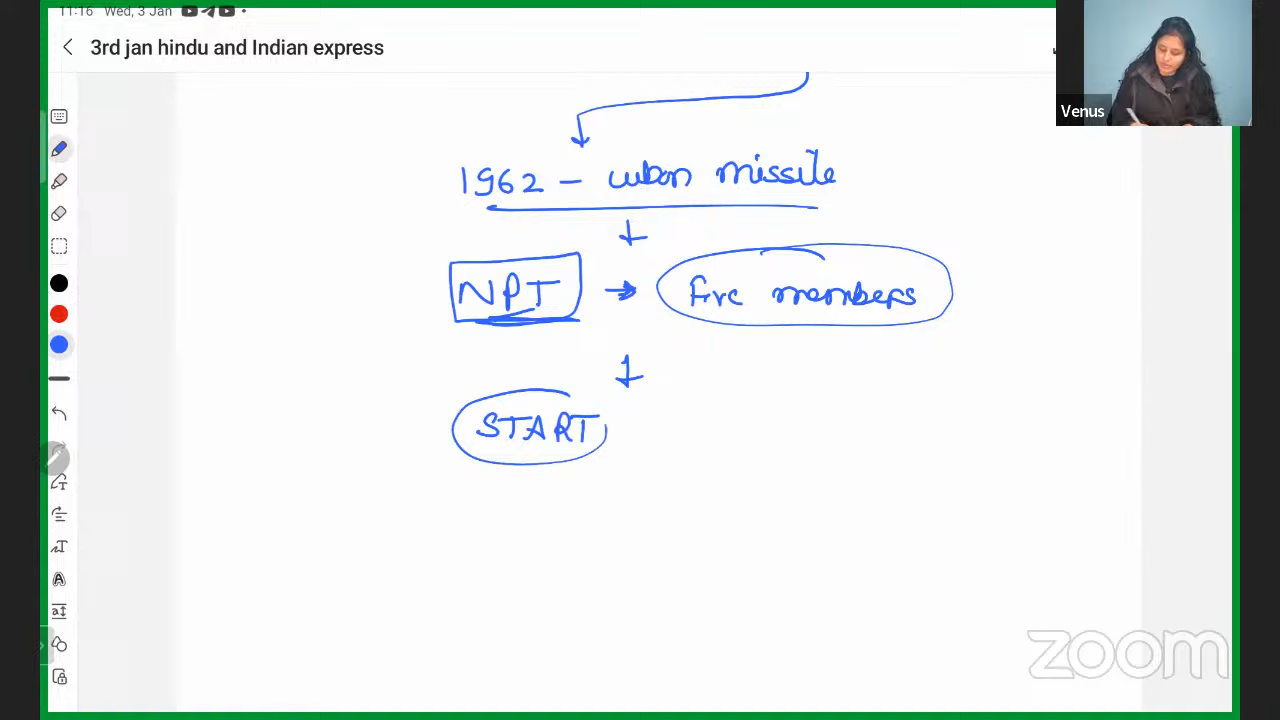 11:16 Wed, 3 Jan
3rd jan hindu and Indian express
Venus
1962 - cuban missile
NPT → five members
START
zoom